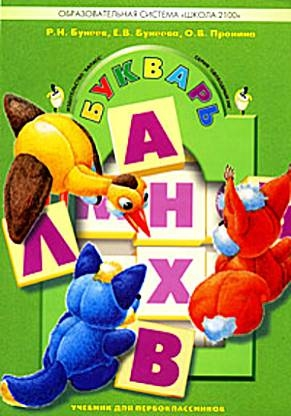 ОБРАЗОВАТЕЛЬНАЯ СИСТЕМА «ШКОЛА 2100»
Р.Н. Бунеев, Е.В. Бунеева, О.В. Пронина
БУКВАРЬ
А
Н
Л
Х
В
УЧЕБНИК ДЛЯ ПЕРВОКЛАССНИКОВ